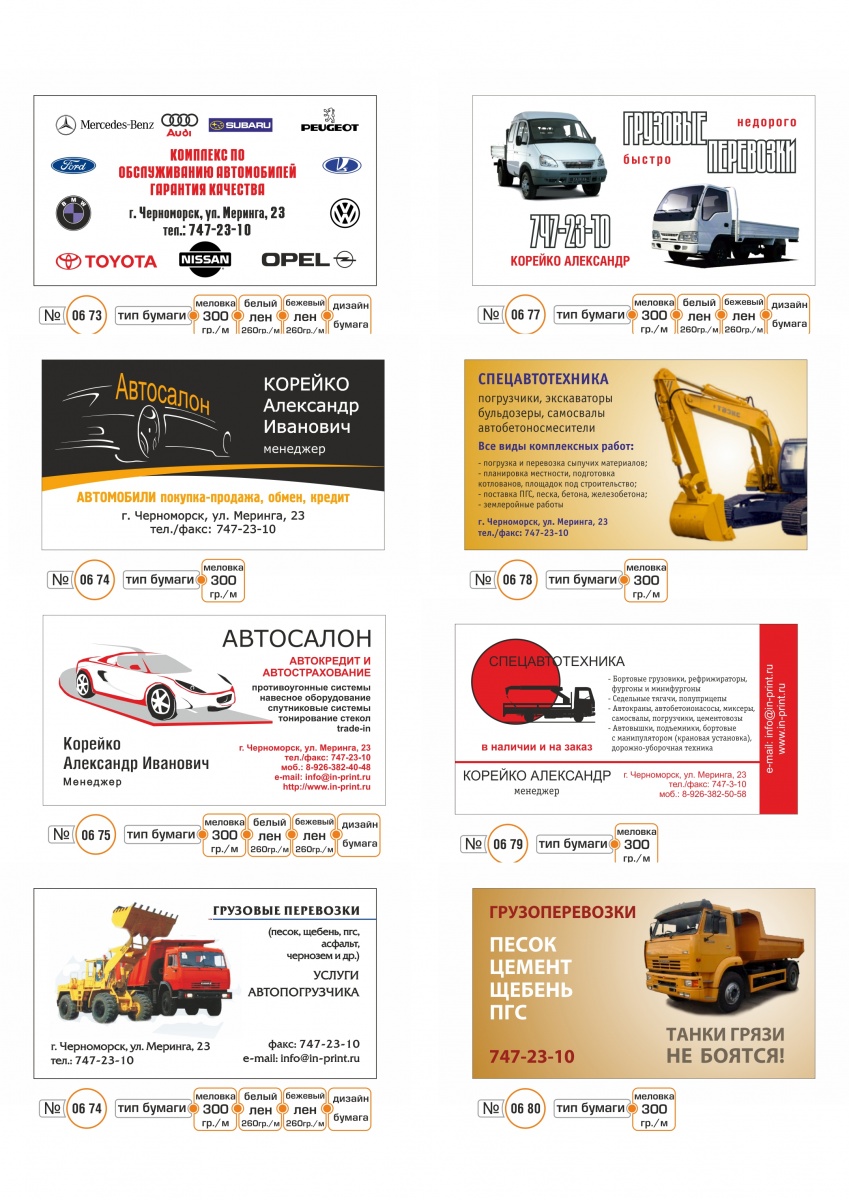 Mercedes-Benz
Audi
SUBARU
PEUGEOT
Ford
КОМПЛЕКС ПО
ОБСЛУЖИВАНИЮ АВТОМОБИЛЕЙ
ГАРАНТИЯ КАЧЕСТВА
BMW
г. Черноморск, ул. Меринга, 23
тел.: 747-23-10
TOYOTA
NISSAN
OPEL
№ 06 73 тип бумаги меловка 300 гр./м белый лен 260гр./м бежевый лен 260гр./м дизайн бумага
ГРУЗОВЫЕ недорого
быстро ПЕРЕВОЗКИ
747-23-10
КОРЕЙКО АЛЕКСАНДР
№ 06 77 тип бумаги меловка 300 гр./м белый лен 260гр./м бежевый лен 260гр./м дизайн бумага
Автосалон
КОРЕЙКО
Александр
Иванович
менеджер
АВТОМОБИЛИ покупка-продажа, обмен, кредит
г. Черноморск, ул. Меринга, 23
тел./факс: 747-23-10
№ 06 74 тип бумаги меловка 300 гр./м
СПЕЦАВТОТЕХНИКА
погрузчики, экскаваторы
бульдозеры, самосвалы
автобетоносмесители
Все виды комплексных работ:
- погрузка и перевозка сыпучих материалов;
- планировка местности, подготовка
котлованов, площадок под строительство;
- поставка ПГС, песка, бетона, железобетона;
- землеройные работы
г. Черноморск, ул. Меринга, 23
тел./факс: 747-23-10
№ 06 78 тип бумаги меловка 300 гр./м
АВТОСАЛОН
АВТОКРЕДИТ И
АВТОСТРАХОВАНИЕ
противоугонные системы
навесное оборудование
спутниковые системы
тонирование стекол
trade-in
Корейко
Александр Иванович
Менеджер
г. Черноморск, ул. Меринга, 23
тел./факс: 747-23-10
моб.: 8-926-382-40-48
e-mail: info@in-print.ru
http://www.in-print.ru
№ 06 75 тип бумаги меловка 300 гр./м белый лен 260гр./м бежевый лен 260гр./м дизайн бумага
СПЕЦАВТОТЕХНИКА
- Бортовые грузовики, рефрижираторы,
фургоны и минифургоны
- Седельные тягачи, полуприцепы
- Автокраны, автобетононасосы, миксеры,
самосвалы, погрузчики, цементовозы
- Автовышки, подъемники, бортовые
с манипулятором (крановая установка),
дорожно-уборочная техника
в наличии и на заказ
КОРЕЙКО АЛЕКСАНДР
менеджер
г. Черноморск, ул. Меринга, 23
тел./факс: 747-3-10
моб.: 8-926-382-50-58
e-mail: info@in-print.ru
www.in-print.ru
№ 06 79 тип бумаги меловка 300 гр./м
ГРУЗОВЫЕ ПЕРЕВОЗКИ
(песок, щебень, пгс,
асфальт,
чернозем и др.)
УСЛУГИ
АВТОПОГРУЗЧИКА
г. Черноморск, ул. Меринга, 23
тел.: 747-23-10
факс: 747-23-10
e-mail: info@in-print.ru
№ 06 74 тип бумаги меловка 300 гр./м белый лен 260гр./м бежевый лен 260гр./м дизайн бумага
ГРУЗОПЕРЕВОЗКИ
ПЕСОК
ЦЕМЕНТ
ЩЕБЕНЬ
ПГС
747-23-10
ТАНКИ ГРЯЗИ
НЕ БОЯТСЯ!
№ 06 80 тип бумаги меловка 300 гр./м